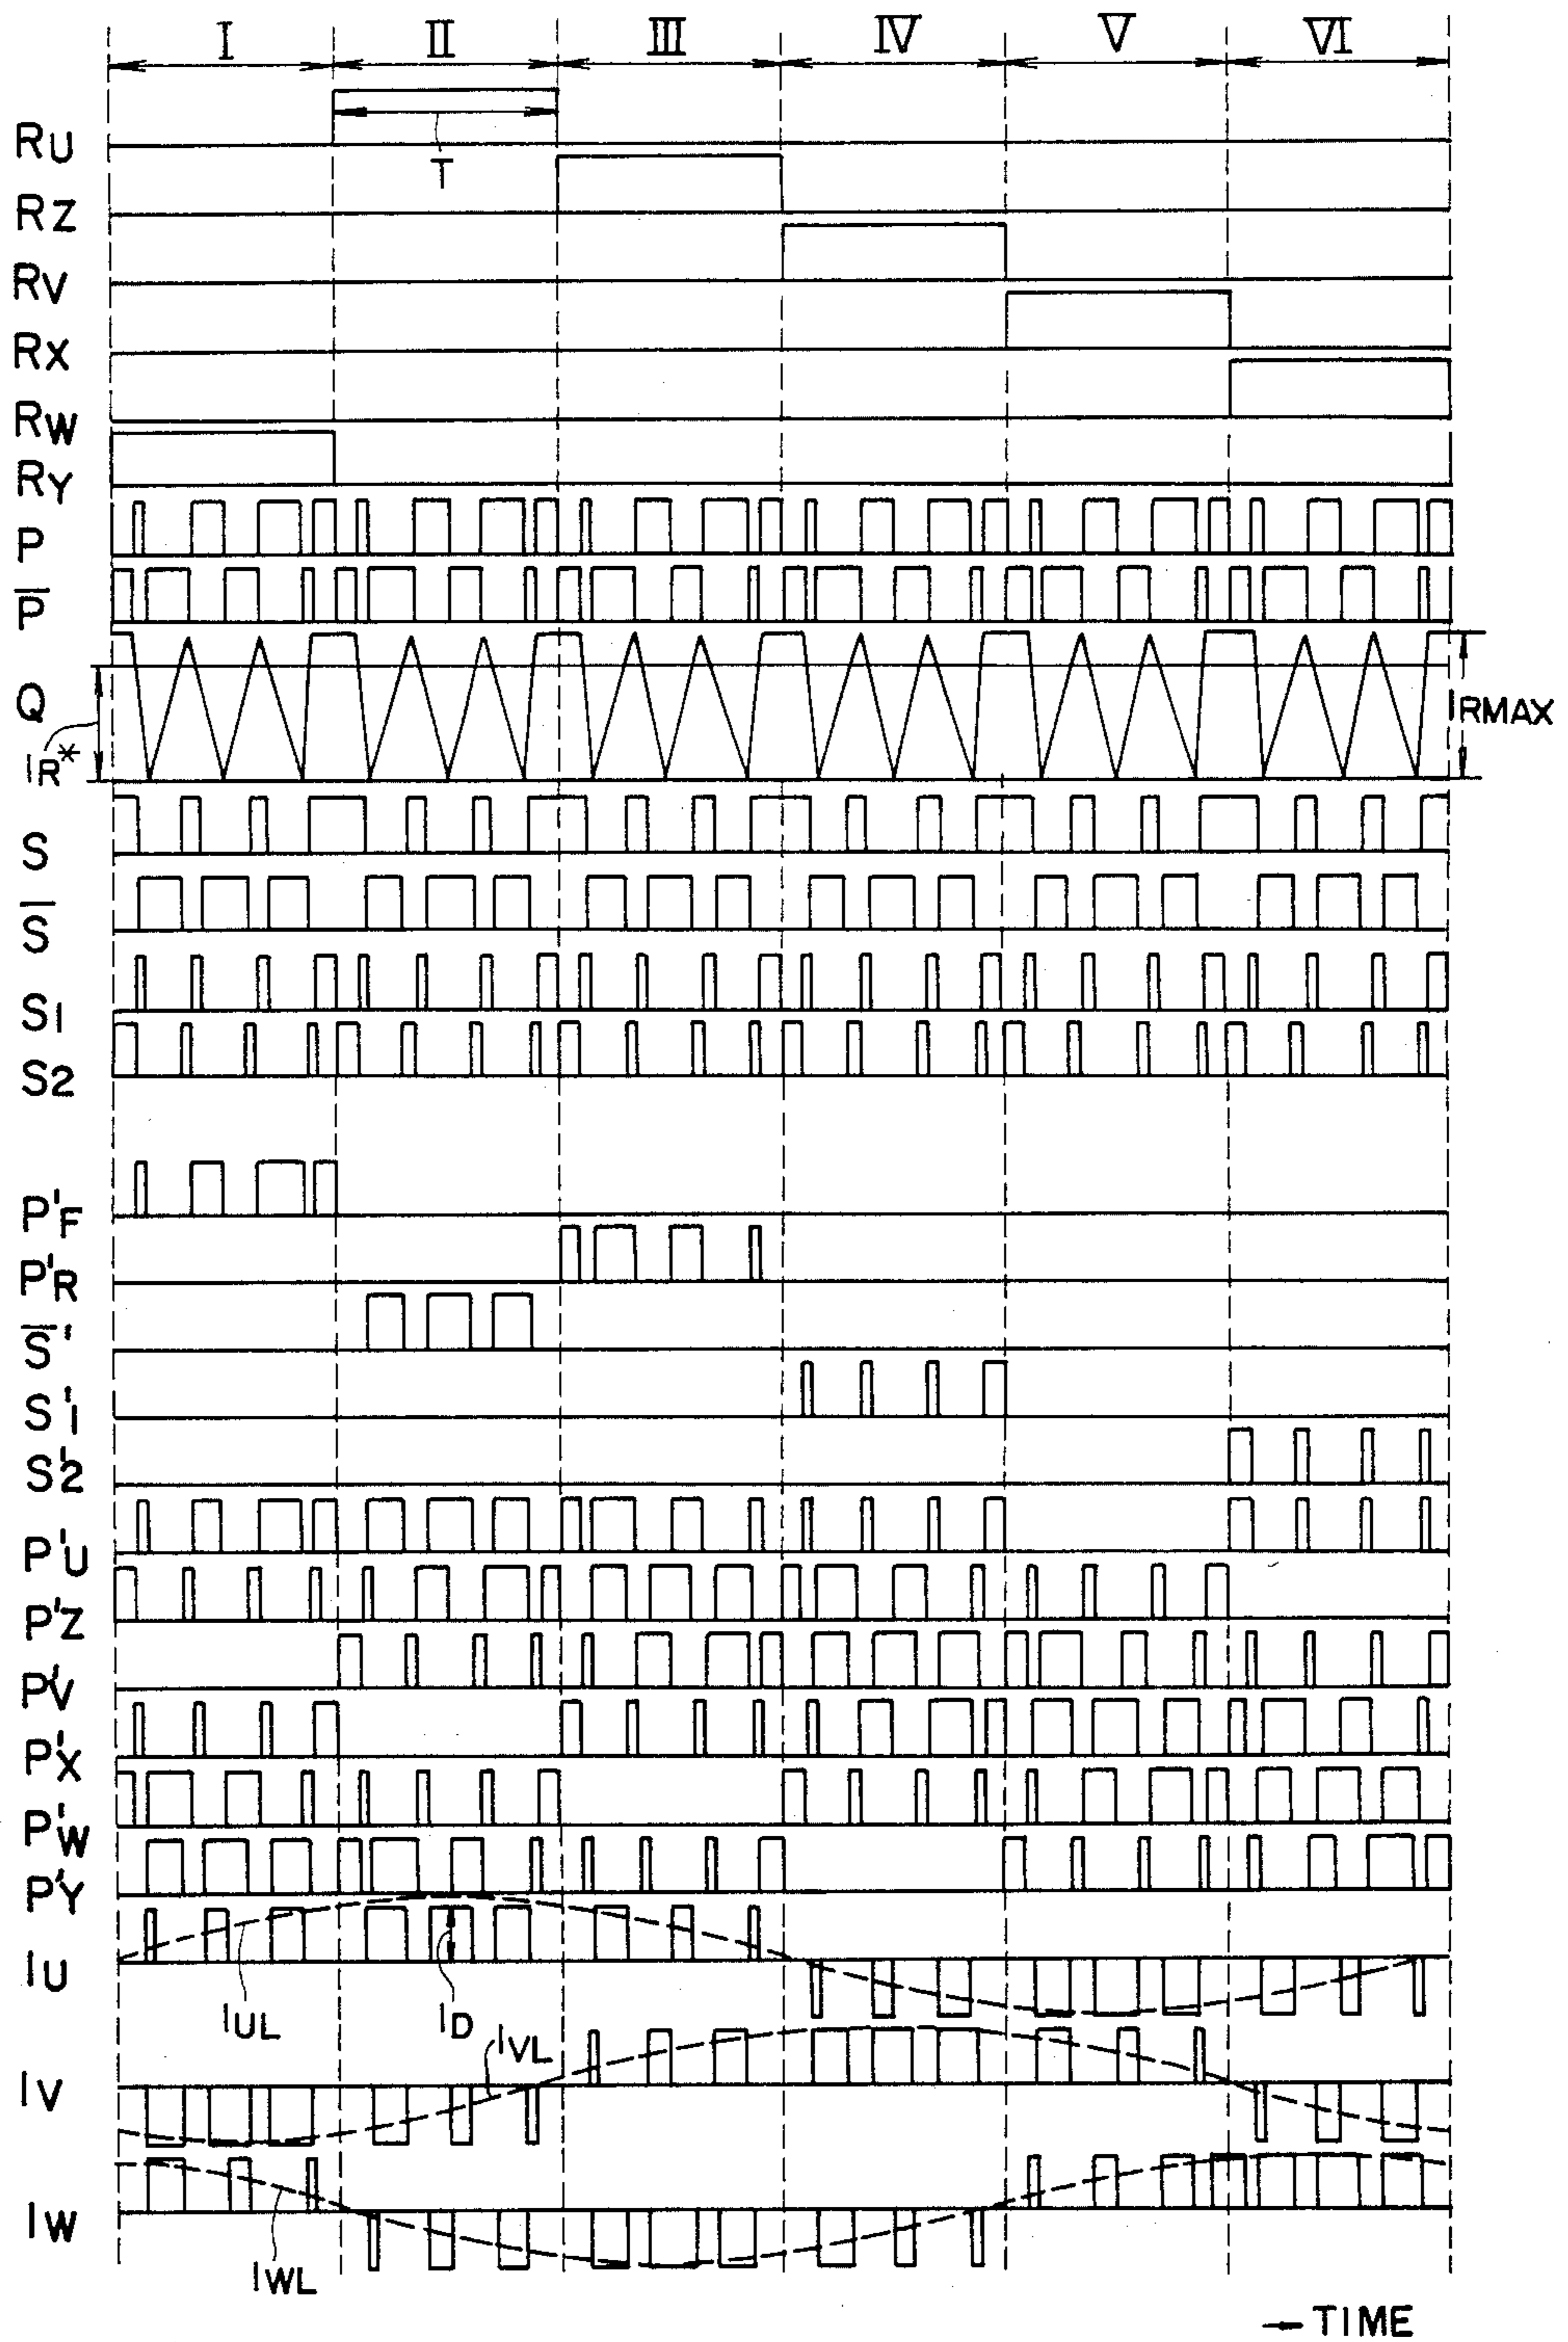 I II III IV V VI
RU
T
RZ
RV
RX
RW
RY
P
P̅
Q
IRMAX
IR*
S
S̅
S1
S2
P'F
P'R
S̅'
S'1
S'2
P'U
P'Z
P'V
P'X
P'W
P'Y
IU
IUL ID
IVL
IV
IW
IWL
TIME